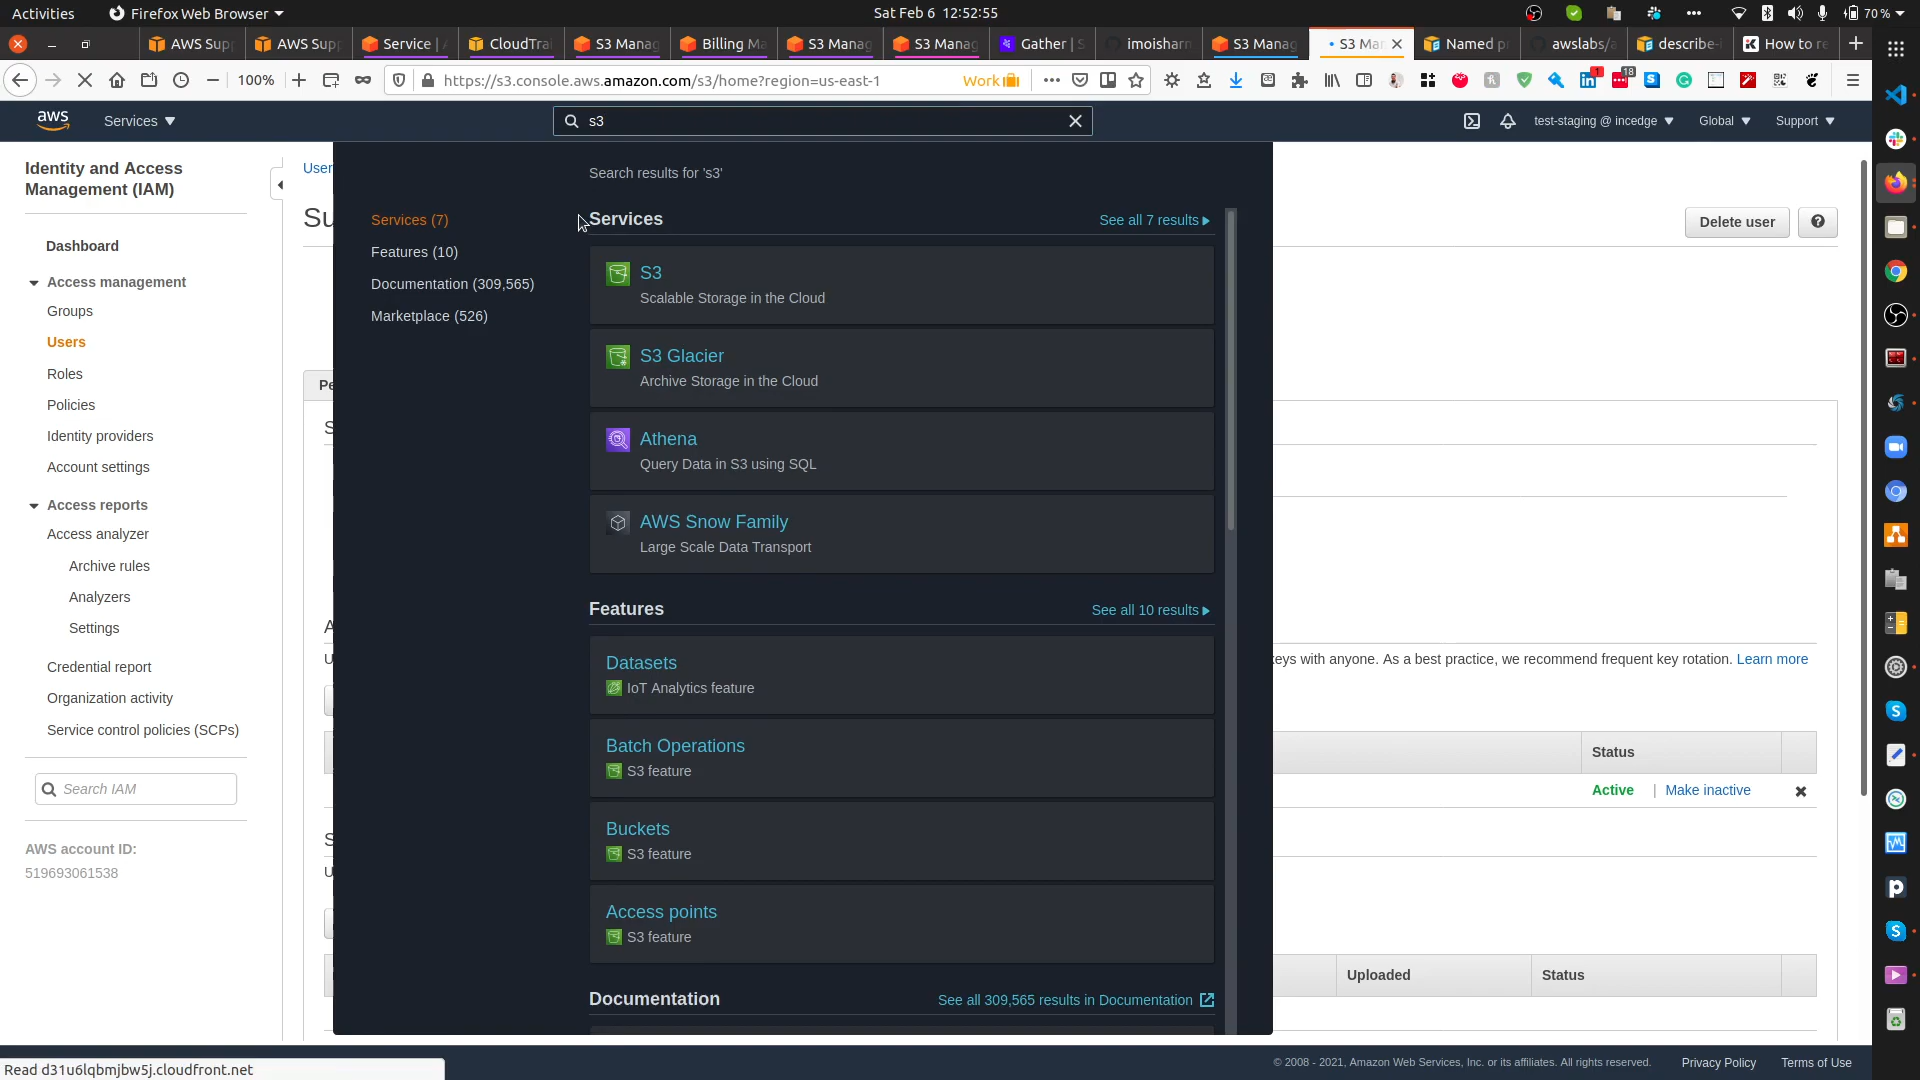 Activities
Firefox Web Browser
Sat Feb 6 12:52:55
70 %
AWS Sup
AWS Sup
Service |
CloudTra
S3 Manag
Billing Ma
S3 Manag
S3 Manag
Gather | S
imoisharm
S3 Manag
S3 Mar
Named p
awslabs/a
describe-
How to re
100%
https://s3.console.aws.amazon.com/s3/home?region=us-east-1
Work
1
18
aws
Services
s3
test-staging @ incedge
Global
Support
Identity and Access
Management (IAM)
Dashboard
Access management
Groups
Users
Roles
Policies
Identity providers
Account settings
Access reports
Access analyzer
Archive rules
Analyzers
Settings
Credential report
Organization activity
Service control policies (SCPs)
Search IAM
AWS account ID:
519693061538
User
Su
Pe
Delete user
Search results for 's3'
Services (7)
Features (10)
Documentation (309,565)
Marketplace (526)
Services
See all 7 results
S3
Scalable Storage in the Cloud
S3 Glacier
Archive Storage in the Cloud
Athena
Query Data in S3 using SQL
AWS Snow Family
Large Scale Data Transport
Features
See all 10 results
Datasets
IoT Analytics feature
Batch Operations
S3 feature
Buckets
S3 feature
Access points
S3 feature
Documentation
See all 309,565 results in Documentation
keys with anyone. As a best practice, we recommend frequent key rotation. Learn more
Status
Active | Make inactive
Uploaded
Status
Read d31u6lqbmjbw5j.cloudfront.net
© 2008 - 2021, Amazon Web Services, Inc. or its affiliates. All rights reserved.
Privacy Policy
Terms of Use